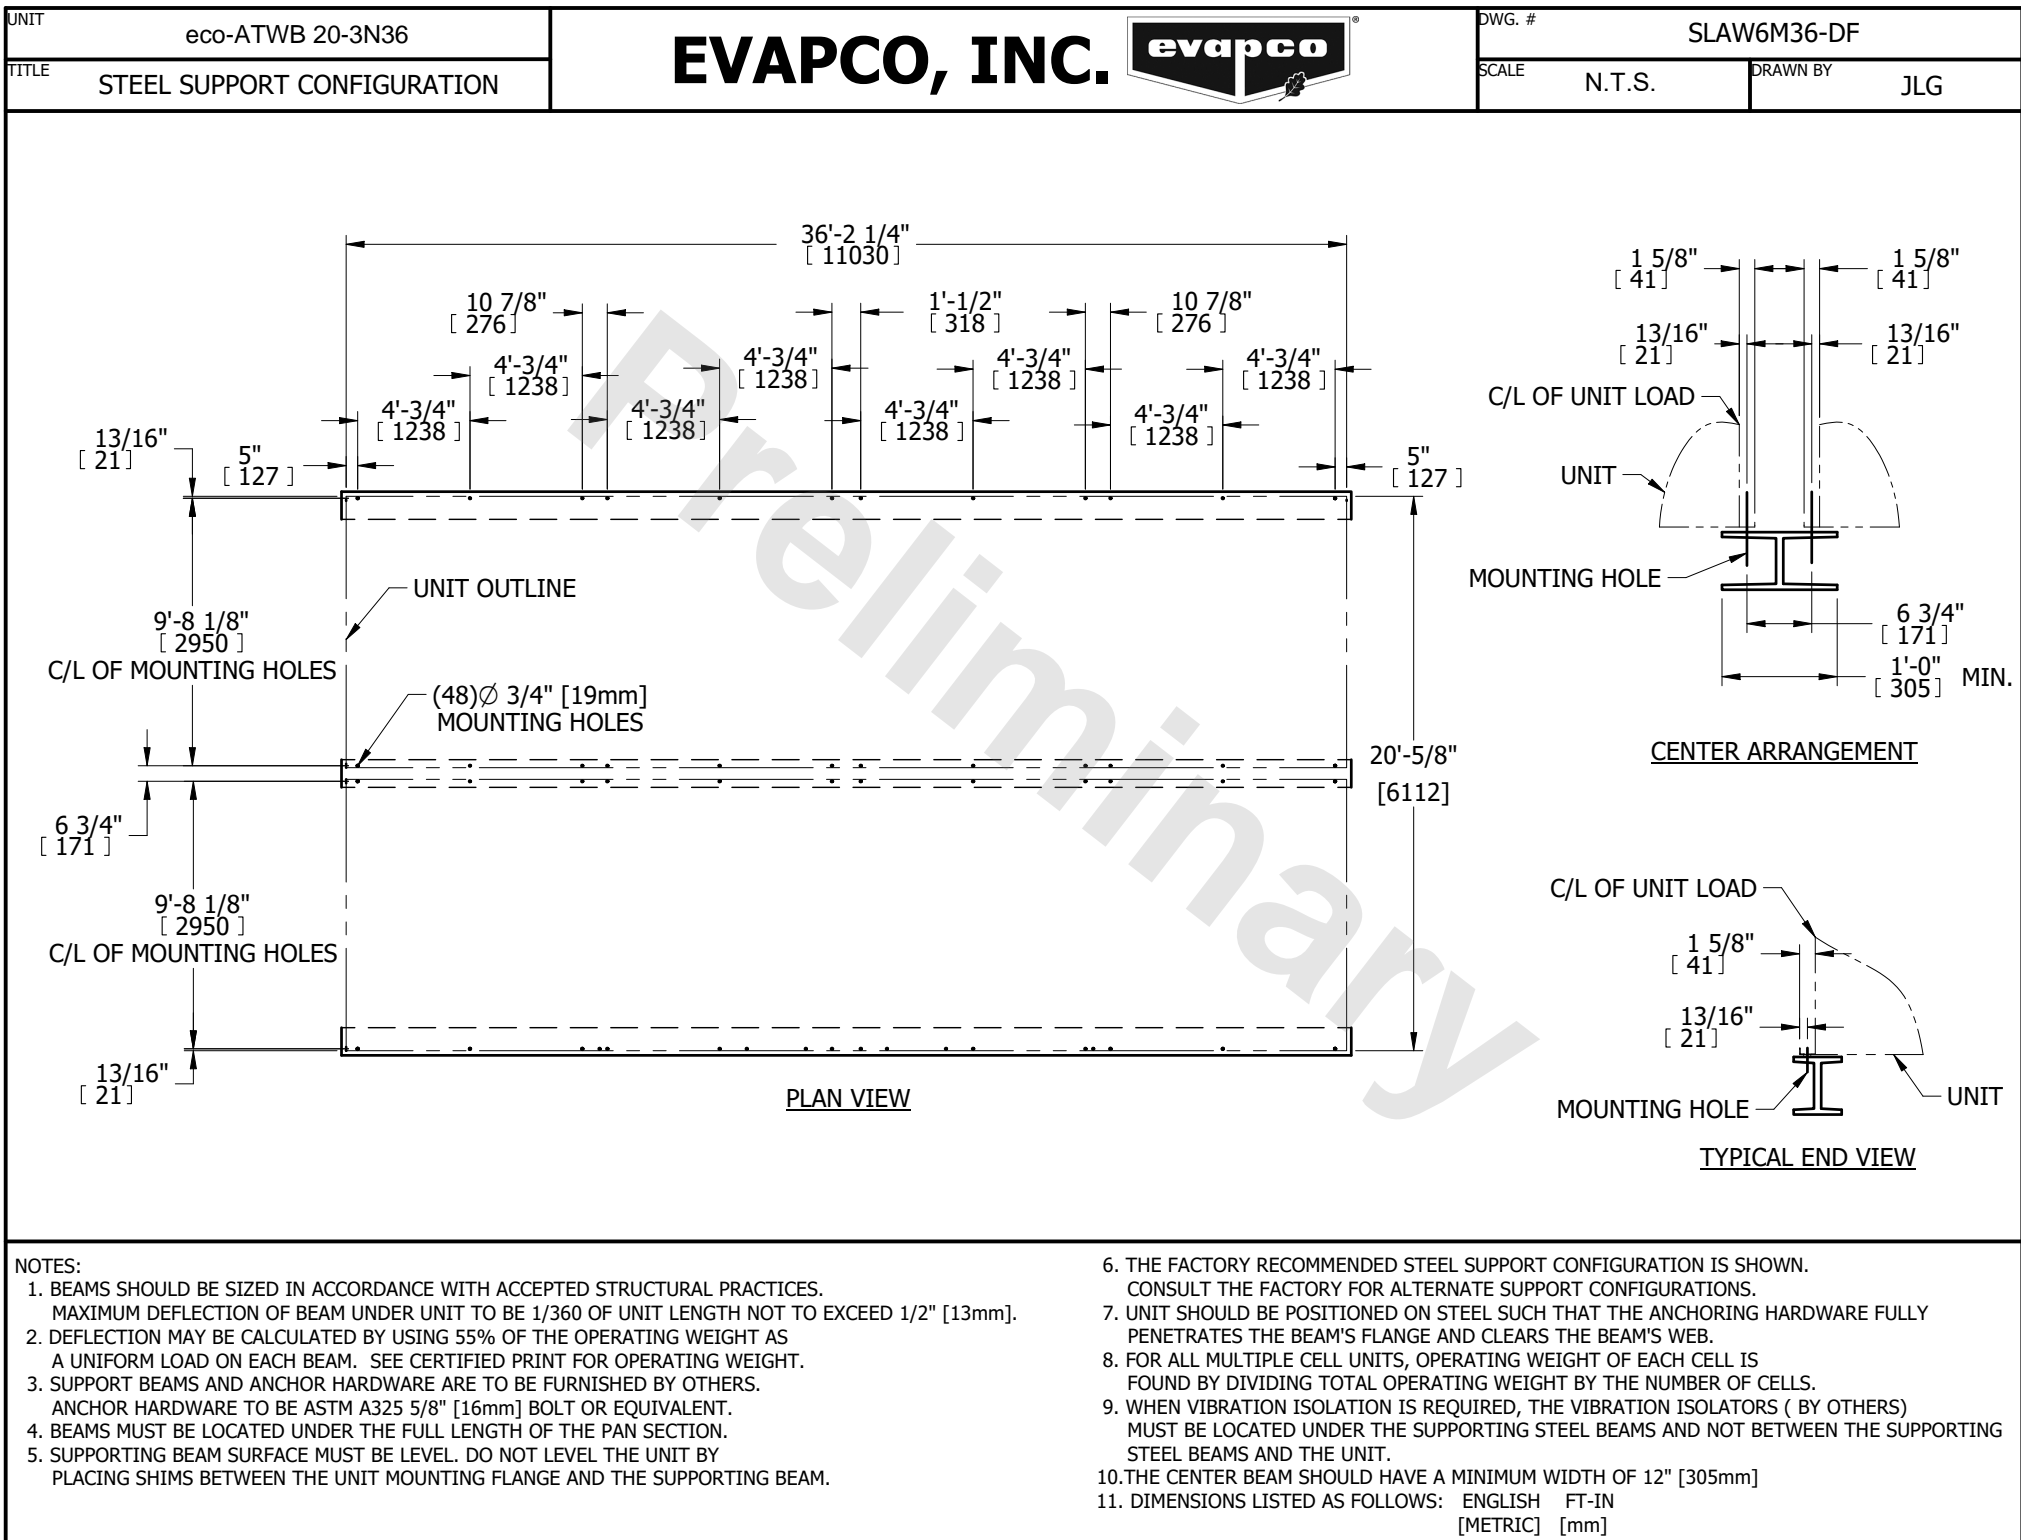 UNIT
eco-ATWB 20-3N36
TITLE
STEEL SUPPORT CONFIGURATION
EVAPCO, INC.
evapco
®
DWG. #
SLAW6M36-DF
SCALE
N.T.S.
DRAWN BY
JLG
36'-2 1/4"
[ 11030 ]
10 7/8"
[ 276 ]
1'-1/2"
[ 318 ]
10 7/8"
[ 276 ]
4'-3/4"
[ 1238 ]
4'-3/4"
[ 1238 ]
4'-3/4"
[ 1238 ]
4'-3/4"
[ 1238 ]
4'-3/4"
[ 1238 ]
4'-3/4"
[ 1238 ]
4'-3/4"
[ 1238 ]
4'-3/4"
[ 1238 ]
13/16"
[ 21 ]
5"
[ 127 ]
5"
[ 127 ]
UNIT OUTLINE
9'-8 1/8"
[ 2950 ]
C/L OF MOUNTING HOLES
(48)Ø 3/4" [19mm]
MOUNTING HOLES
20'-5/8"
[6112]
6 3/4"
[ 171 ]
9'-8 1/8"
[ 2950 ]
C/L OF MOUNTING HOLES
13/16"
[ 21 ]
PLAN VIEW
Preliminary
1 5/8"
[ 41 ]
1 5/8"
[ 41 ]
13/16"
[ 21 ]
13/16"
[ 21 ]
C/L OF UNIT LOAD
UNIT
MOUNTING HOLE
6 3/4"
[ 171 ]
1'-0"
[ 305 ]
MIN.
CENTER ARRANGEMENT
C/L OF UNIT LOAD
1 5/8"
[ 41 ]
13/16"
[ 21 ]
MOUNTING HOLE
UNIT
TYPICAL END VIEW
NOTES:
1. BEAMS SHOULD BE SIZED IN ACCORDANCE WITH ACCEPTED STRUCTURAL PRACTICES.
MAXIMUM DEFLECTION OF BEAM UNDER UNIT TO BE 1/360 OF UNIT LENGTH NOT TO EXCEED 1/2" [13mm].
2. DEFLECTION MAY BE CALCULATED BY USING 55% OF THE OPERATING WEIGHT AS
A UNIFORM LOAD ON EACH BEAM. SEE CERTIFIED PRINT FOR OPERATING WEIGHT.
3. SUPPORT BEAMS AND ANCHOR HARDWARE ARE TO BE FURNISHED BY OTHERS.
ANCHOR HARDWARE TO BE ASTM A325 5/8" [16mm] BOLT OR EQUIVALENT.
4. BEAMS MUST BE LOCATED UNDER THE FULL LENGTH OF THE PAN SECTION.
5. SUPPORTING BEAM SURFACE MUST BE LEVEL. DO NOT LEVEL THE UNIT BY
PLACING SHIMS BETWEEN THE UNIT MOUNTING FLANGE AND THE SUPPORTING BEAM.
6. THE FACTORY RECOMMENDED STEEL SUPPORT CONFIGURATION IS SHOWN.
CONSULT THE FACTORY FOR ALTERNATE SUPPORT CONFIGURATIONS.
7. UNIT SHOULD BE POSITIONED ON STEEL SUCH THAT THE ANCHORING HARDWARE FULLY
PENETRATES THE BEAM'S FLANGE AND CLEARS THE BEAM'S WEB.
8. FOR ALL MULTIPLE CELL UNITS, OPERATING WEIGHT OF EACH CELL IS
FOUND BY DIVIDING TOTAL OPERATING WEIGHT BY THE NUMBER OF CELLS.
9. WHEN VIBRATION ISOLATION IS REQUIRED, THE VIBRATION ISOLATORS ( BY OTHERS)
MUST BE LOCATED UNDER THE SUPPORTING STEEL BEAMS AND NOT BETWEEN THE SUPPORTING
STEEL BEAMS AND THE UNIT.
10.THE CENTER BEAM SHOULD HAVE A MINIMUM WIDTH OF 12" [305mm]
11. DIMENSIONS LISTED AS FOLLOWS: ENGLISH FT-IN
[METRIC] [mm]